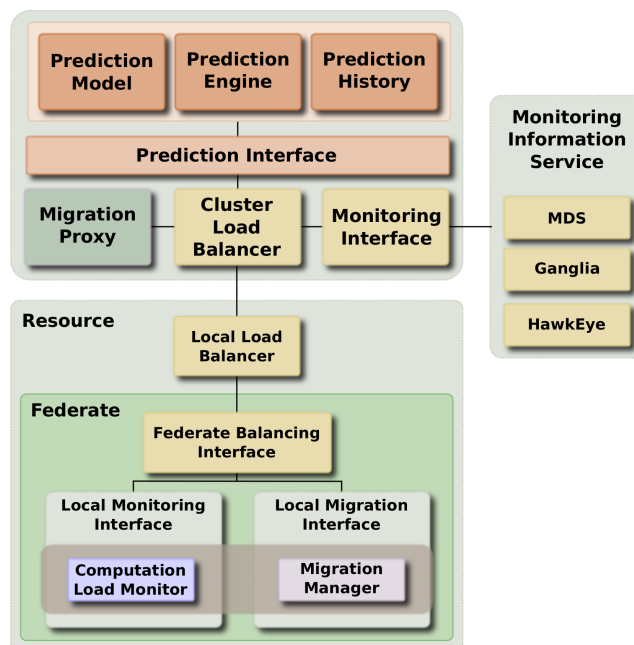 Prediction
Model
Prediction
Engine
Prediction
History
Prediction Interface
Migration
Proxy
Cluster
Load
Balancer
Monitoring
Interface
Monitoring
Information
Service
MDS
Ganglia
HawkEye
Resource
Local Load
Balancer
Federate
Federate Balancing
Interface
Local Monitoring
Interface
Local Migration
Interface
Computation
Load Monitor
Migration
Manager